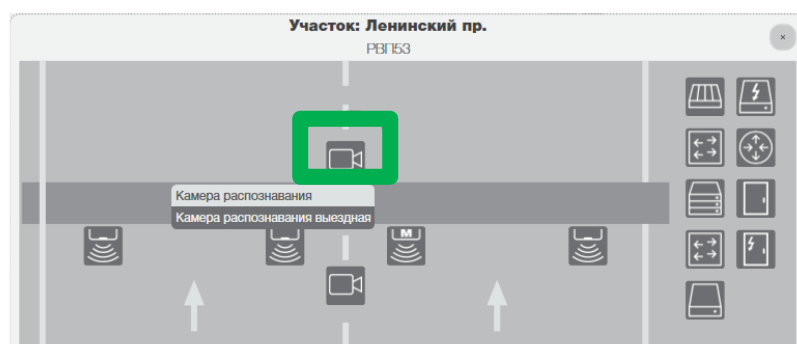 Участок: Ленинский пр.
РВП53
×
Камера распознавания
Камера распознавания выездная
M